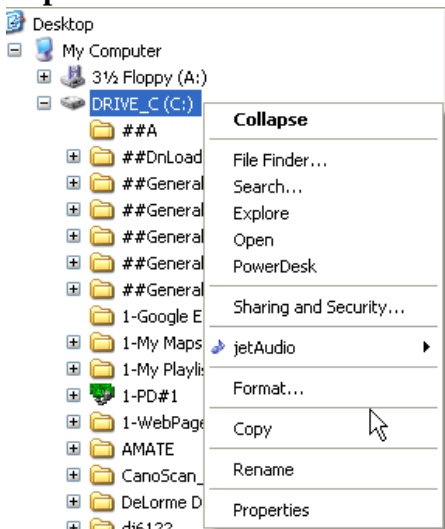 Desktop
My Computer
3½ Floppy (A:)
DRIVE_C (C:)
##A
##DnLoad
##General
##General
##General
##General
##General
1-Google E
1-My Maps
1-My Playli
1-PD#1
1-WebPage
AMATE
CanoScan_
DeLorme D
dj6122
Collapse
File Finder...
Search...
Explore
Open
PowerDesk
Sharing and Security...
jetAudio
Format...
Copy
Rename
Properties